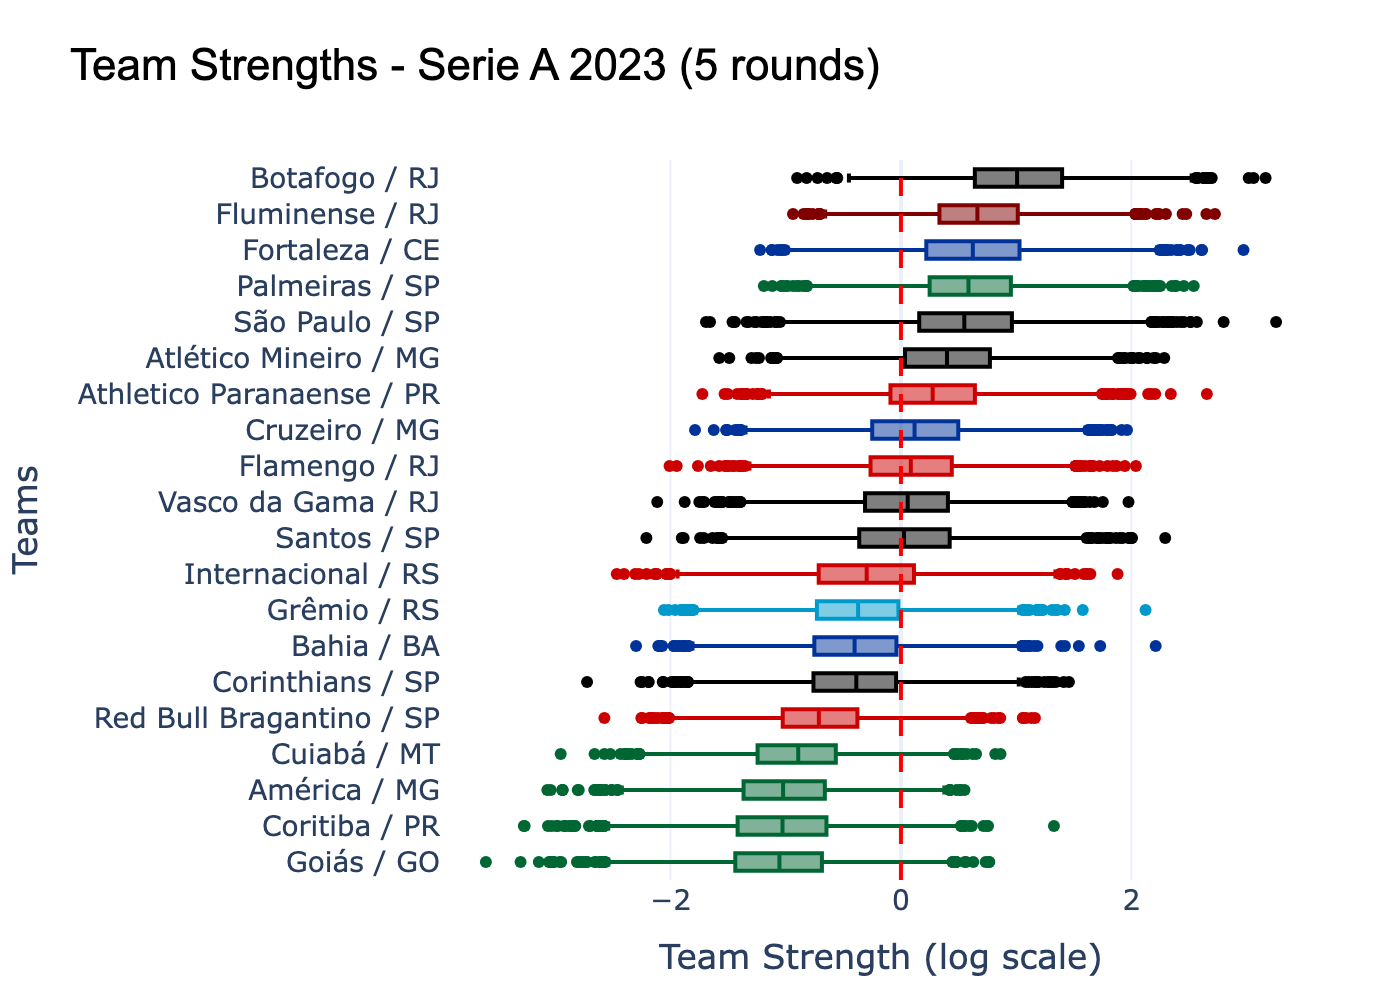 Team Strengths - Serie A 2023 (5 rounds)
Botafogo / RJ
Fluminense / RJ
Fortaleza / CE
Palmeiras / SP
São Paulo / SP
Atlético Mineiro / MG
Athletico Paranaense / PR
Cruzeiro / MG
Flamengo / RJ
Vasco da Gama / RJ
Santos / SP
Internacional / RS
Grêmio / RS
Bahia / BA
Corinthians / SP
Red Bull Bragantino / SP
Cuiabá / MT
América / MG
Coritiba / PR
Goiás / GO
Teams
−2 0 2
Team Strength (log scale)